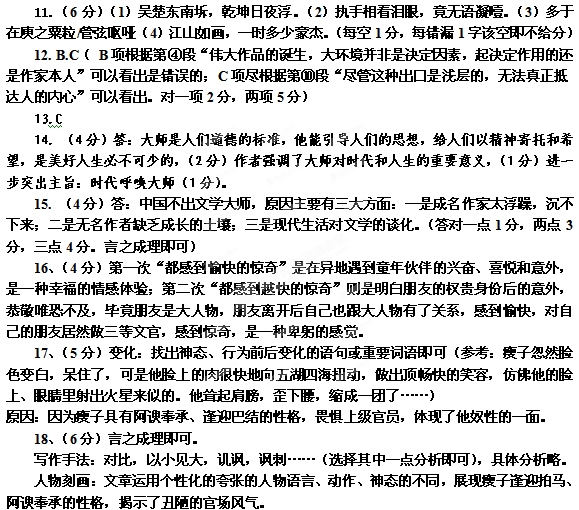 11.（6分）(1）吴楚东南坼，乾坤日夜浮。(2）执手相看泪眼，竟无语凝噎。(3）多于
在庾之粟粒/管弦呕哑（4）江山如画，一时多少豪杰。(每空1分，每错漏1字该空即不给分）
12. B.C（ B项根据第④段“伟大作品的诞生，大环境并非是决定因素，起决定作用的还
是作家本人”可以看出是错误的；C项尽根据第⑩段“尽管这种出口是浅层的，无法真正抵
达人的内心”可以看出。对一项2分，两项5分）
13.C
14. （4分）答：大师是人们道德的标准，他能引导人们的思想，给人们以精神寄托和希
望，是美好人生必不可少的，（2分）作者强调了大师对时代和人生的重要意义，（1分）进一
步突出主旨：时代呼唤大师（1分）。
15. （4分）答：中国不出文学大师，原因主要有三大方面：一是成名作家太浮躁，沉不
下来；二是无名作者缺乏成长的土壤；三是现代生活对文学的淡化。（答对一点1分，两点3
分，三点4分。言之成理即可）
16、（4分）第一次“都感到愉快的惊奇”是在异地遇到童年伙伴的兴奋、喜悦和意外，
是一种幸福的情感体验；第二次“都感到越快的惊奇”则是明白朋友的权贵身份后的意外，
恭敬唯恐不及，毕竟朋友是大人物，朋友离开后自己也跟大人物有了关系，感到愉快，对自
己的朋友居然做三等文官，感到惊奇，是一种卑躬的感觉。
17、（5分）变化：找出神态、行为前后变化的语句或重要词语即可（参考：瘦子忽然脸
色变白，呆住了，可是他脸上的肉很快地向五湖四海扭动，做出顶畅快的笑容，仿佛他的脸
上、眼睛里射出火星来似的。他耸起肩膀，歪下腰，缩成一团了……）
原因：因为瘦子具有阿谀奉承、逢迎巴结的性格，畏惧上级官员，体现了他奴性的一面。
18、（6分）言之成理即可。
写作手法：对比，以小见大，讥讽，讽刺……（选择其中一点分析即可），具体分析略。
人物刻画：文章运用个性化的夸张的人物语言、动作、神态的不同，展现瘦子逢迎拍马、
阿谀奉承的性格，揭示了丑陋的官场风气。